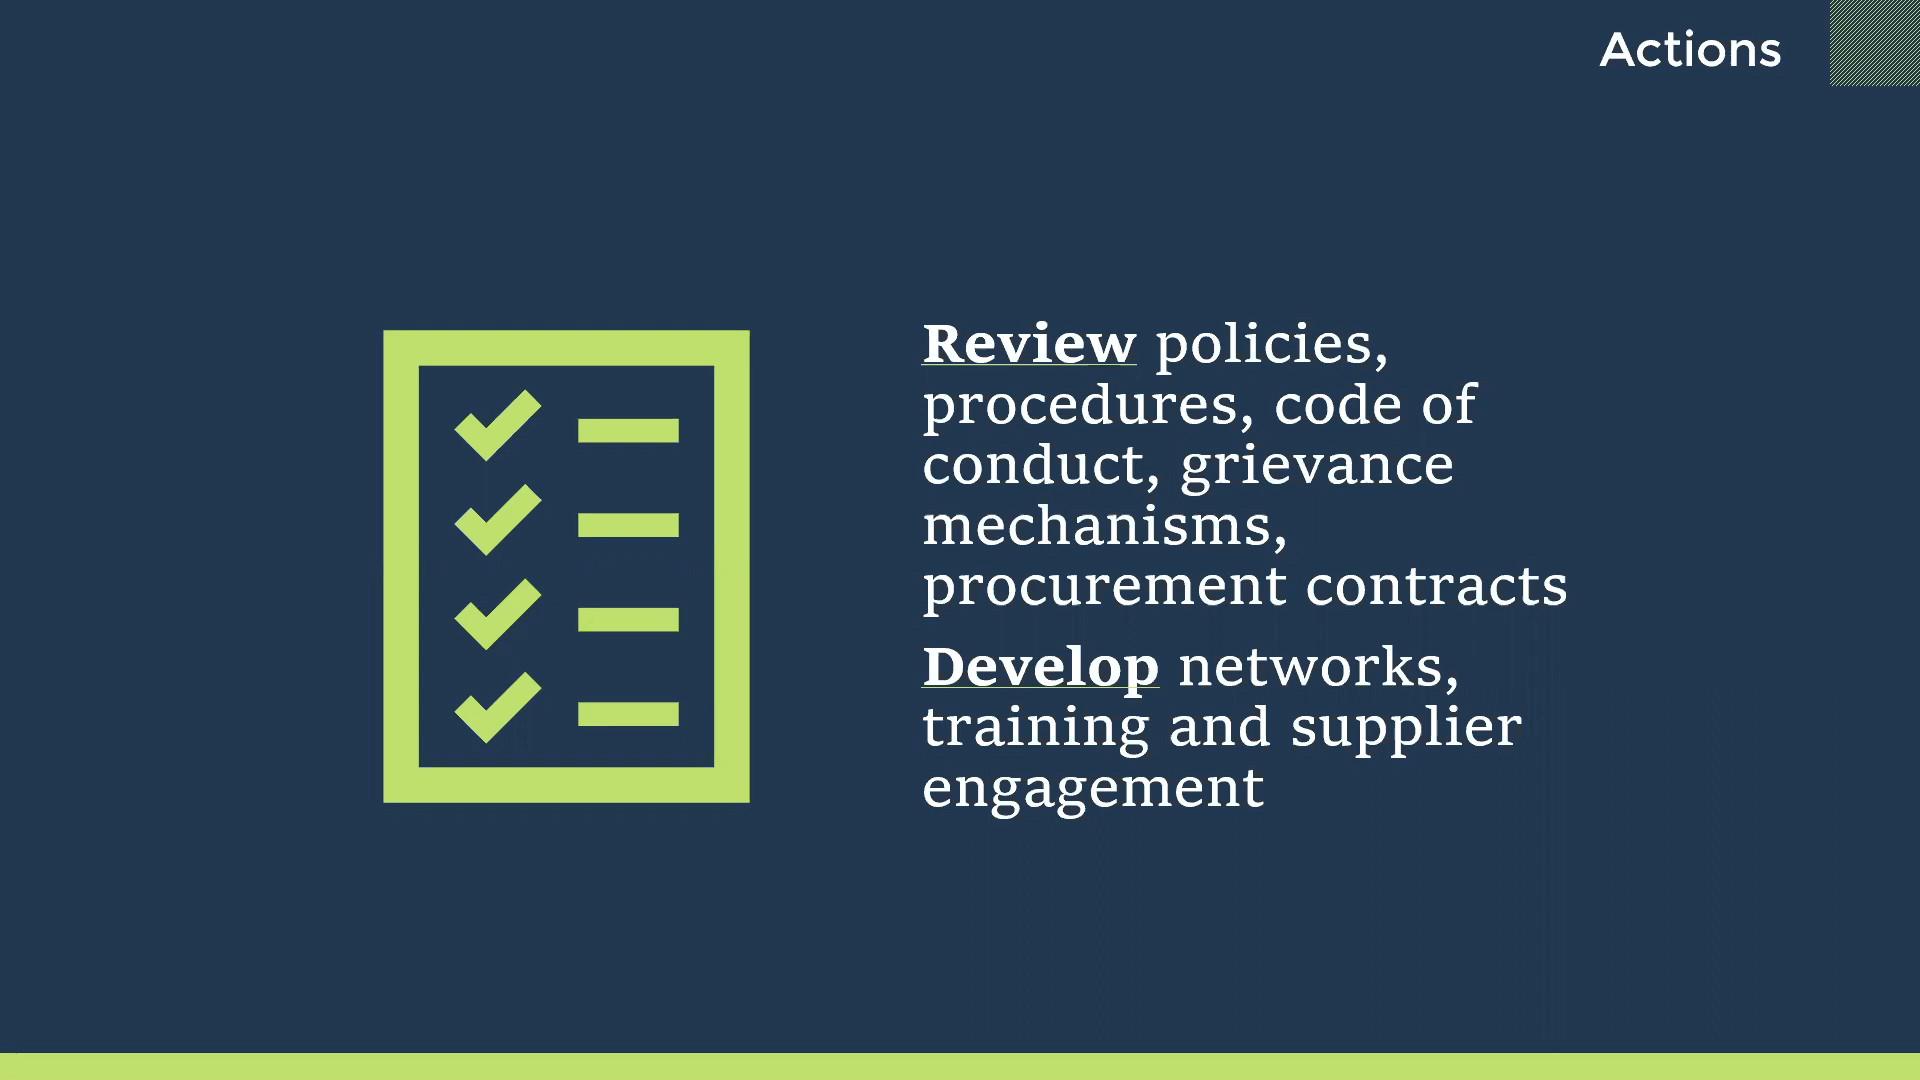 Actions
Review policies,
procedures, code of
conduct, grievance
mechanisms,
procurement contracts
Develop networks,
training and supplier
engagement